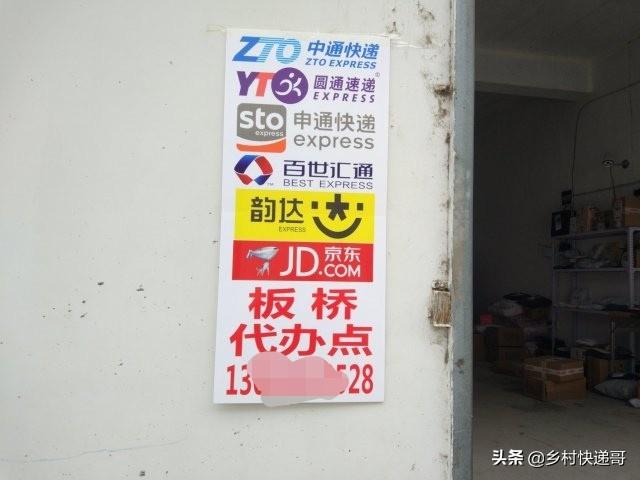 ZTO 中通快递
ZTO EXPRESS
YTO 圆通速递®
EXPRESS
sto 申通快递
express express
百世汇通
™ BEST EXPRESS
韵达
EXPRESS
JD 京东
.COM
板桥
代办点
13 528
头条 @乡村快递哥